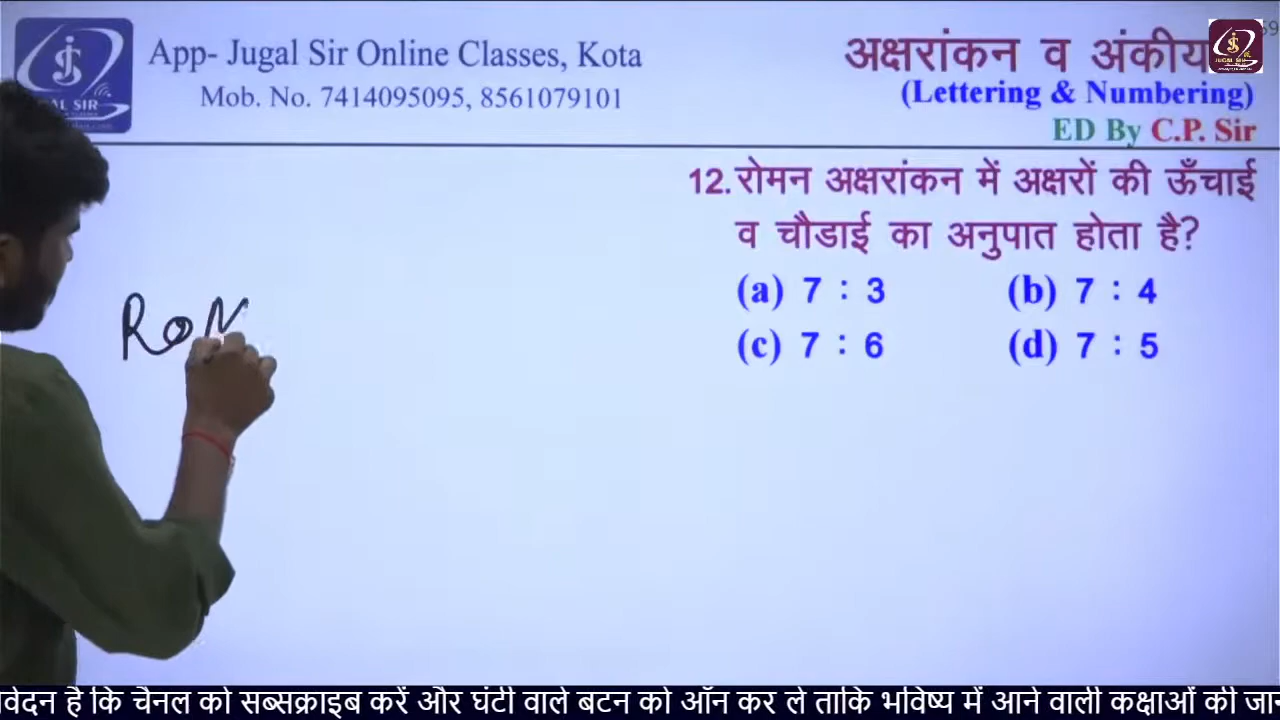 App- Jugal Sir Online Classes, Kota
Mob. No. 7414095095, 8561079101
अक्षरांकन व अंकीय
(Lettering & Numbering)
ED By C.P. Sir
12. रोमन अक्षरांकन में अक्षरों की ऊँचाई
व चौडाई का अनुपात होता है?
(a) 7 : 3 (b) 7 : 4
(c) 7 : 6 (d) 7 : 5
Ro
र्वेदन है कि चैनल को सब्सक्राइब करें और घंटी वाले बटन को ऑन कर ले ताकि भविष्य में आने वाली कक्षाओं की जा